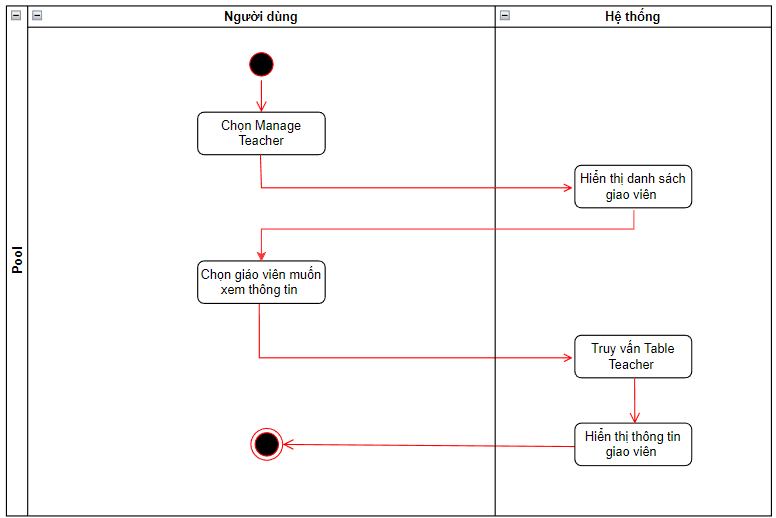 Người dùng
Hệ thống
Pool
Chọn Manage
Teacher
Hiển thị danh sách
giao viên
Chọn giáo viên muốn
xem thông tin
Truy vấn Table
Teacher
Hiển thị thông tin
giao viên